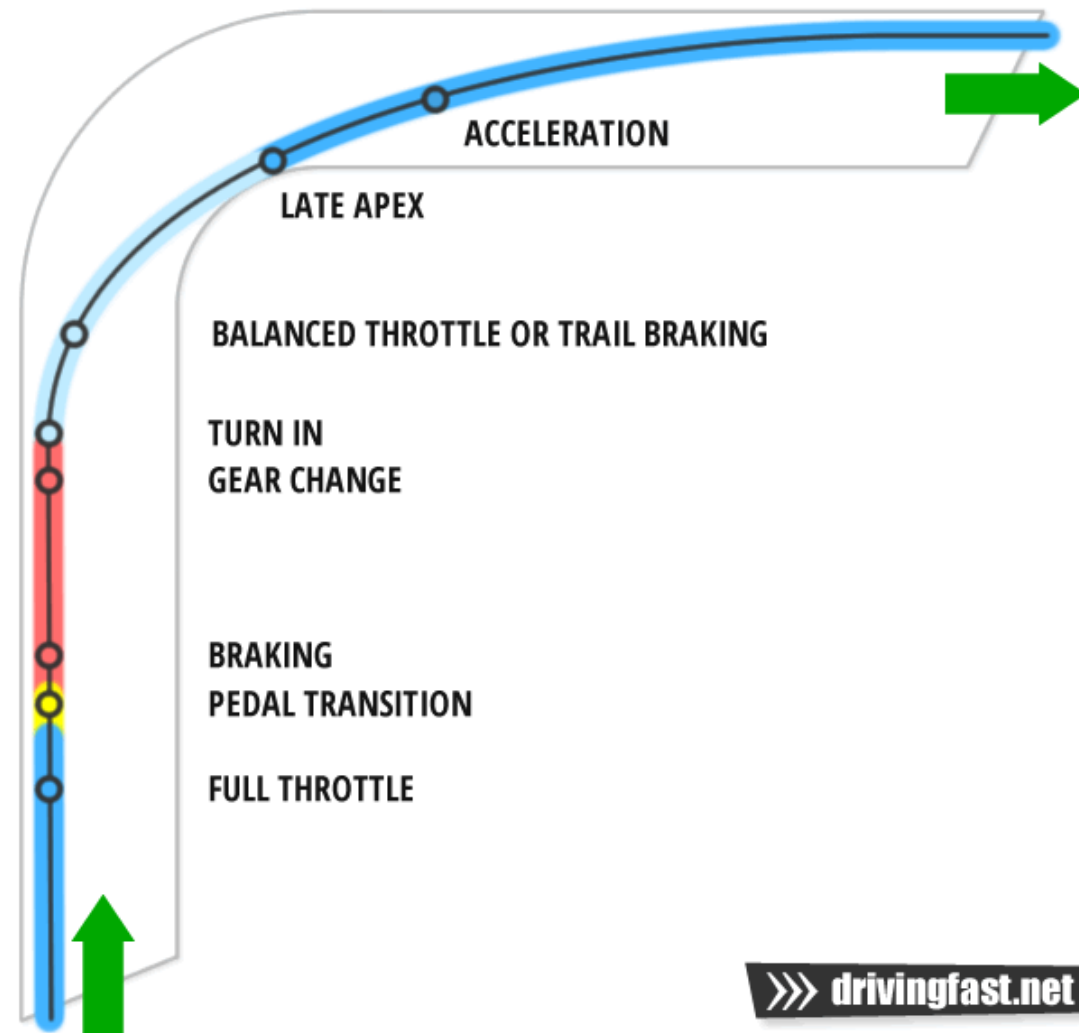 ACCELERATION
LATE APEX
BALANCED THROTTLE OR TRAIL BRAKING
TURN IN
GEAR CHANGE
BRAKING
PEDAL TRANSITION
FULL THROTTLE
drivingfast.net